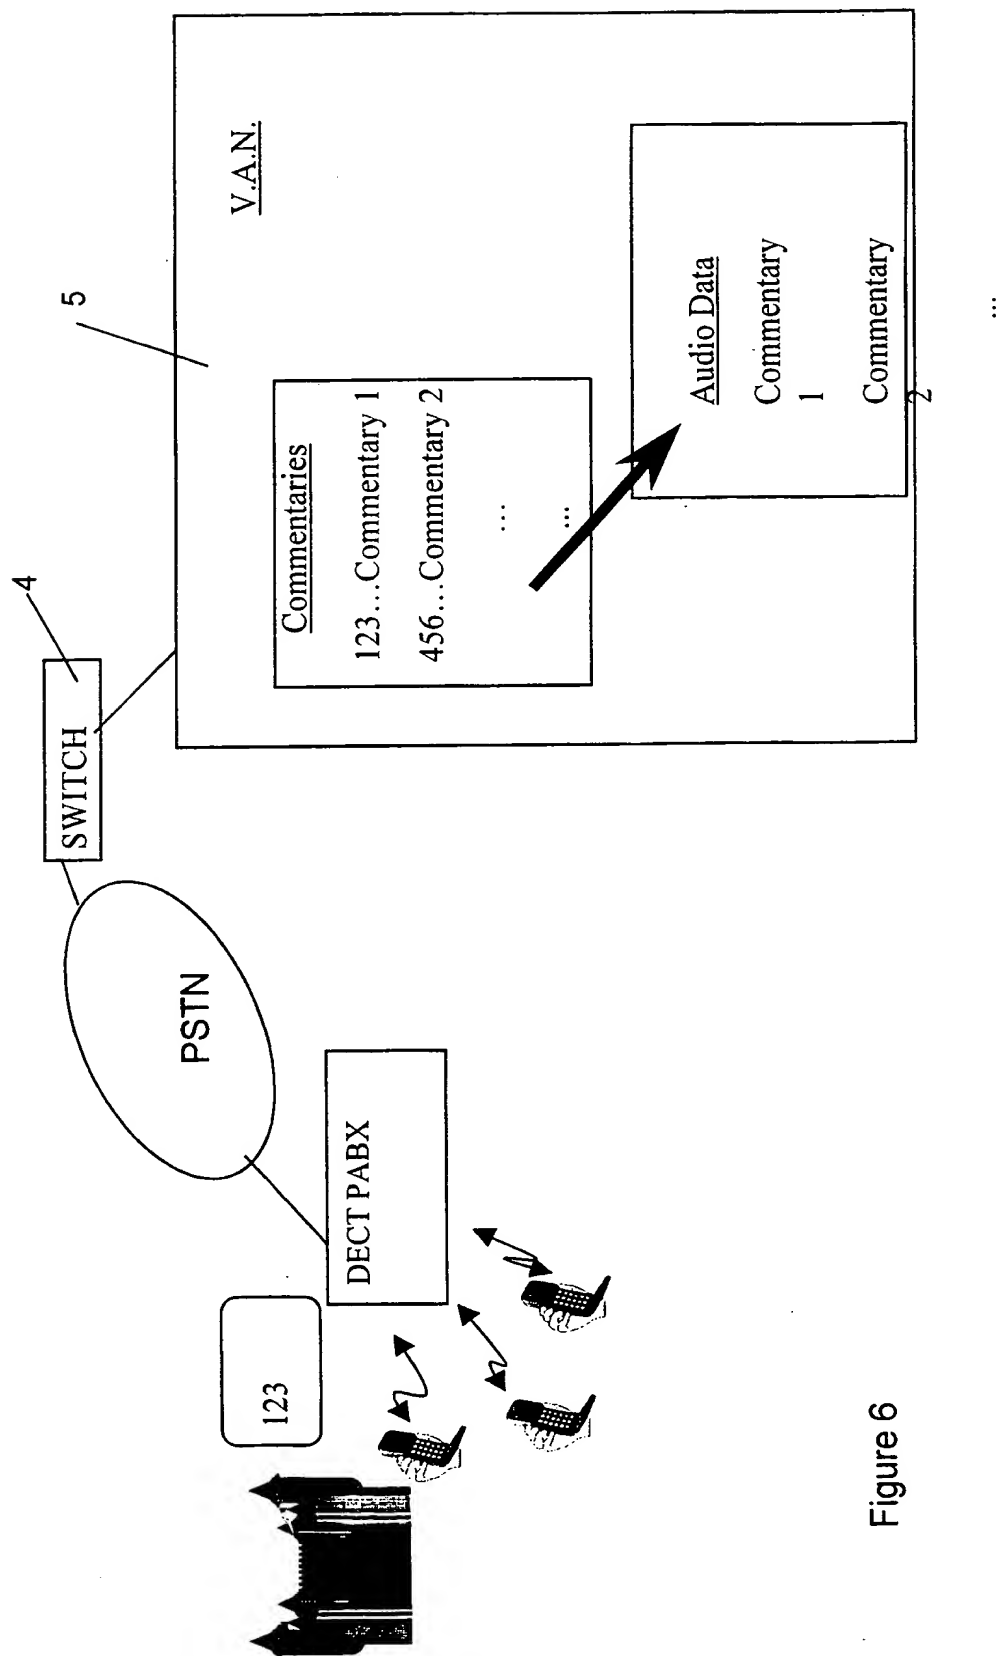 4
SWITCH
5
V.A.N.
PSTN
Commentaries
123...Commentary 1
456...Commentary 2
...
...
123
DECT PABX
Audio Data
Commentary
1
Commentary
2
...
Figure 6